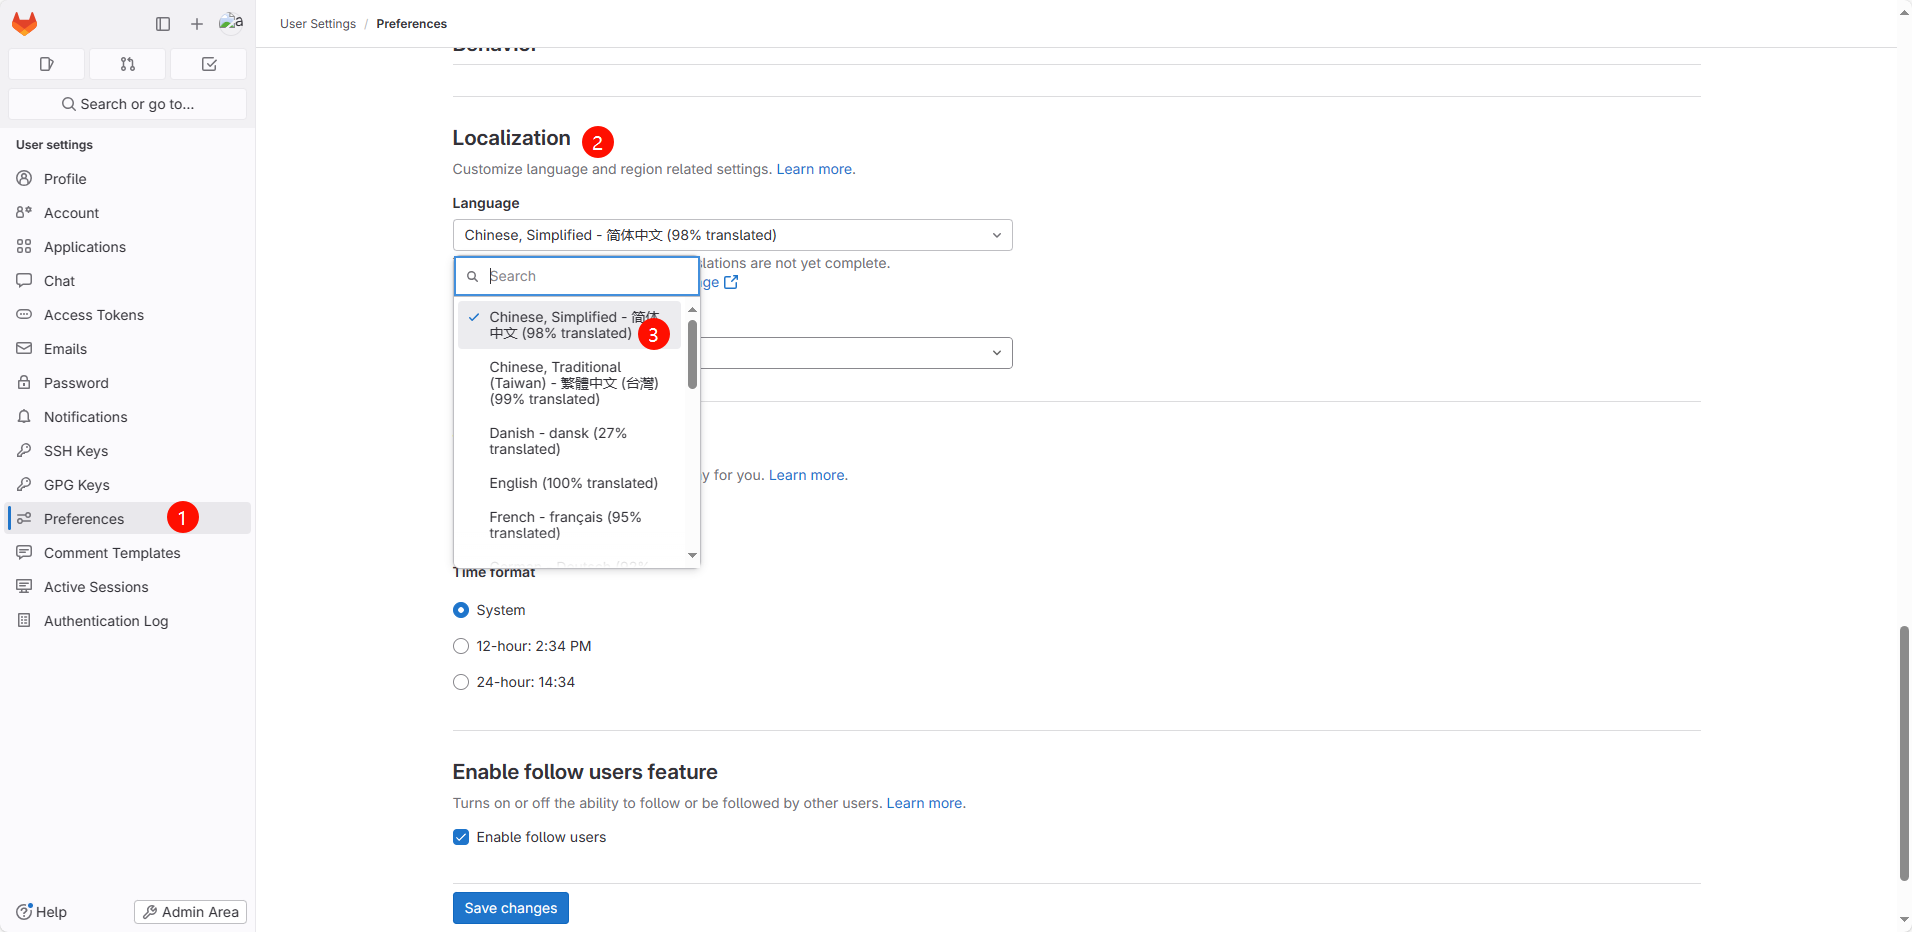 a
User Settings / Preferences
Search or go to...
User settings
Profile
Account
Applications
Chat
Access Tokens
Emails
Password
Notifications
SSH Keys
GPG Keys
Preferences
1
Comment Templates
Active Sessions
Authentication Log
Help
Admin Area
Behavior
Localization
2
Customize language and region related settings. Learn more.
Language
Chinese, Simplified - 简体中文 (98% translated)
lations are not yet complete.
ge
Search
Chinese, Simplified - 简体
中文 (98% translated)
3
Chinese, Traditional
(Taiwan) - 繁體中文 (台灣)
(99% translated)
Danish - dansk (27%
translated)
English (100% translated)
French - français (95%
translated)
y for you. Learn more.
Time format
System
12-hour: 2:34 PM
24-hour: 14:34
Enable follow users feature
Turns on or off the ability to follow or be followed by other users. Learn more.
Enable follow users
Save changes